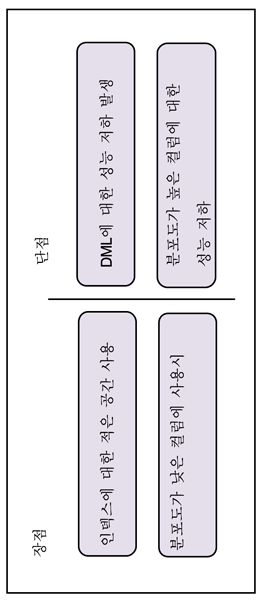 장점
인덱스에 대한 적은 공간 사용
분포도가 낮은 컬럼에 사용시
단점
DML에 대한 성능 저하 발생
분포도가 높은 컬럼에 대한
성능 저하